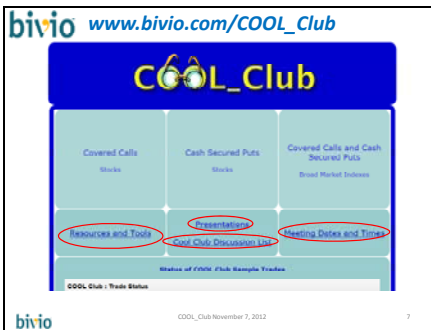 bivio www.bivio.com/COOL_Club
COOL_Club
Covered Calls
Stocks
Cash Secured Puts
Stocks
Covered Calls and Cash
Secured Puts
Broad Market Indexes
Resources and Tools
Presentations
Cool Club Discussion List
Meeting Dates and Times
Status of COOL Club Sample Trades
COOL Club : Trade Status
bivio
COOL_Club November 7, 2012
7